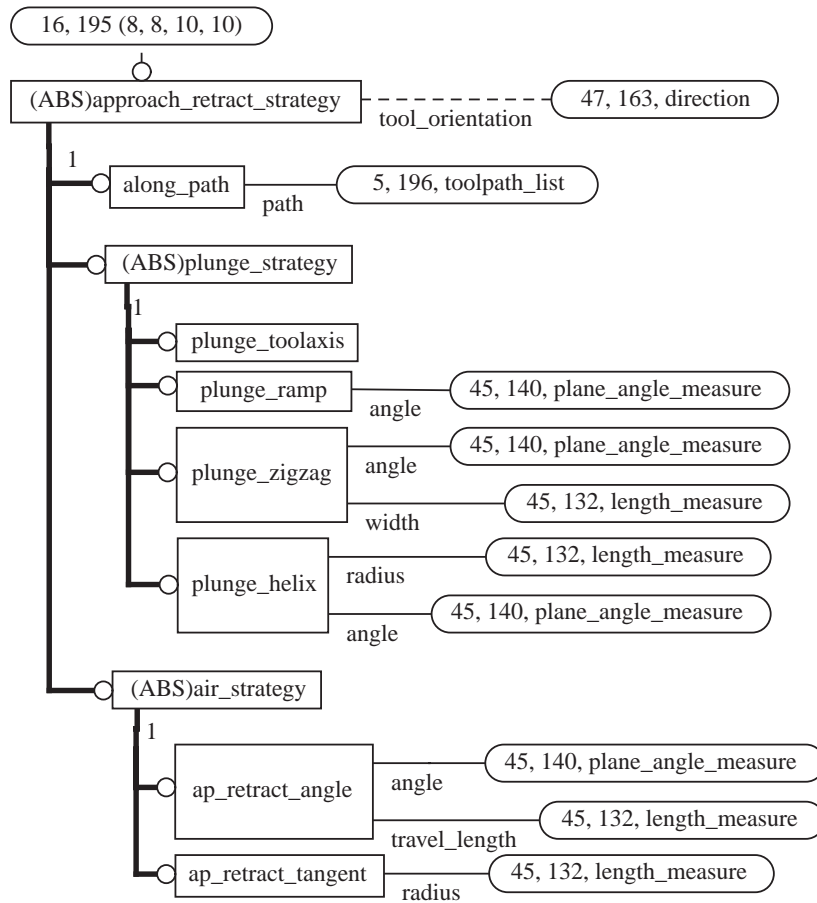 16, 195 (8, 8, 10, 10)
(ABS)approach_retract_strategy
tool_orientation
47, 163, direction
1
along_path
path
5, 196, toolpath_list
(ABS)plunge_strategy
1
plunge_toolaxis
plunge_ramp
angle
45, 140, plane_angle_measure
plunge_zigzag
angle
45, 140, plane_angle_measure
width
45, 132, length_measure
plunge_helix
radius
45, 132, length_measure
angle
45, 140, plane_angle_measure
(ABS)air_strategy
1
ap_retract_angle
angle
45, 140, plane_angle_measure
travel_length
45, 132, length_measure
ap_retract_tangent
radius
45, 132, length_measure